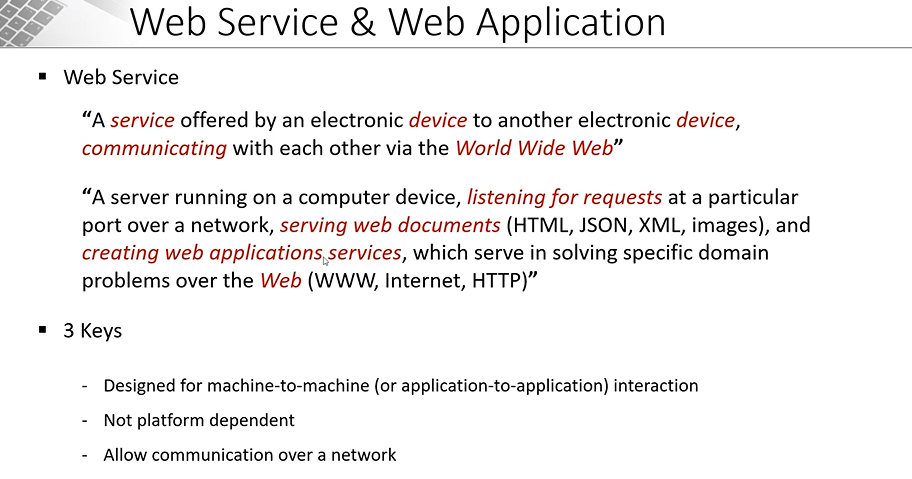 Web Service & Web Application
▪ Web Service
“A service offered by an electronic device to another electronic device,
communicating with each other via the World Wide Web”
“A server running on a computer device, listening for requests at a particular
port over a network, serving web documents (HTML, JSON, XML, images), and
creating web applications services, which serve in solving specific domain
problems over the Web (WWW, Internet, HTTP)”
▪ 3 Keys
- Designed for machine-to-machine (or application-to-application) interaction
- Not platform dependent
- Allow communication over a network